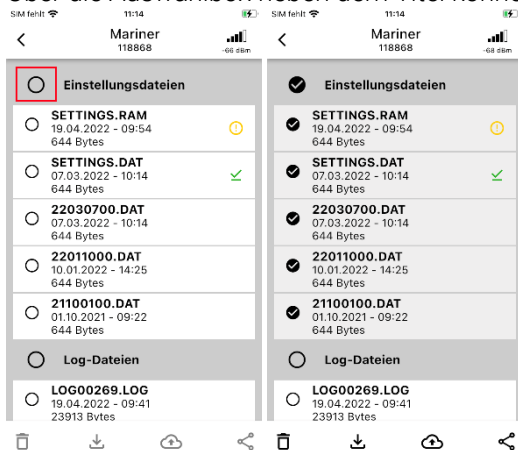 SIM fehlt 11:14
Mariner
118868
-66 dBm
Einstellungsdateien
SETTINGS.RAM
19.04.2022 - 09:54
644 Bytes
SETTINGS.DAT
07.03.2022 - 10:14
644 Bytes
22030700.DAT
07.03.2022 - 10:14
644 Bytes
22011000.DAT
10.01.2022 - 14:25
644 Bytes
21100100.DAT
01.10.2021 - 09:22
644 Bytes
Log-Dateien
LOG00269.LOG
19.04.2022 - 09:41
23913 Bytes
SIM fehlt 11:14
Mariner
118868
-68 dBm
Einstellungsdateien
SETTINGS.RAM
19.04.2022 - 09:54
644 Bytes
SETTINGS.DAT
07.03.2022 - 10:14
644 Bytes
22030700.DAT
07.03.2022 - 10:14
644 Bytes
22011000.DAT
10.01.2022 - 14:25
644 Bytes
21100100.DAT
01.10.2021 - 09:22
644 Bytes
Log-Dateien
LOG00269.LOG
19.04.2022 - 09:41
23913 Bytes